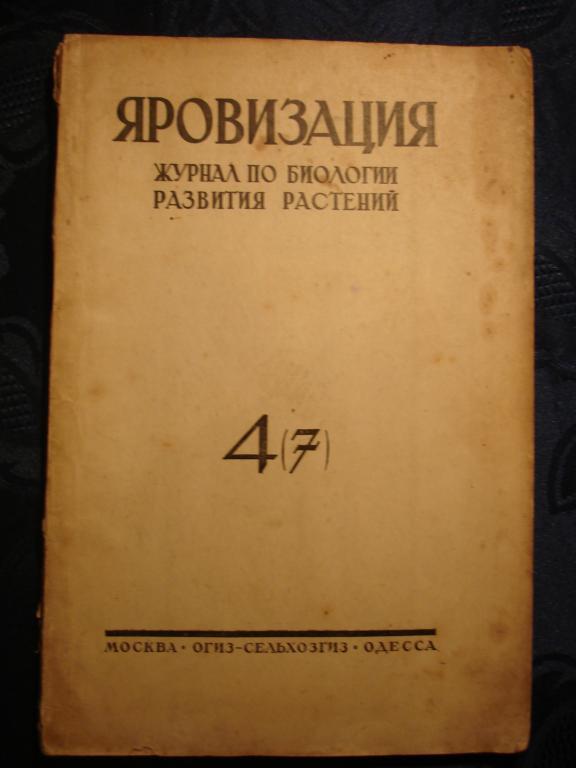 ЯРОВИЗАЦИЯ
ЖУРНАЛ ПО БИОЛОГИИ
РАЗВИТИЯ РАСТЕНИЙ
4(7)
МОСКВА • ОГИЗ-СЕЛЬХОЗГИЗ • ОДЕССА